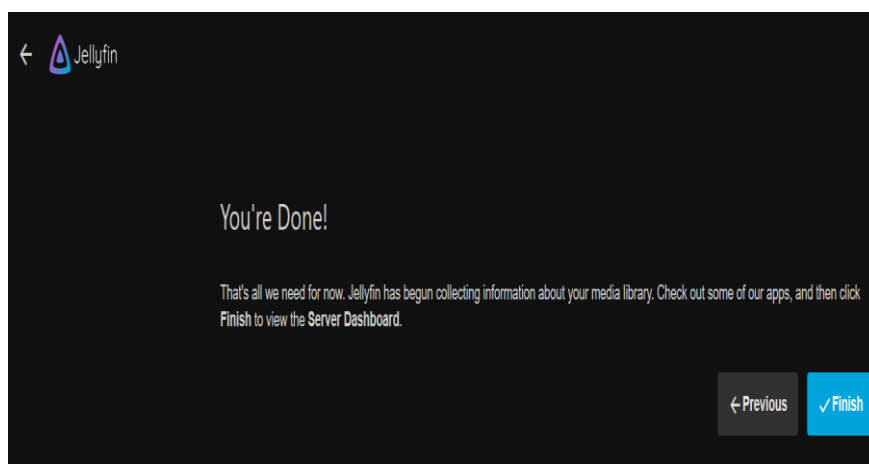 Jellyfin
You're Done!
That's all we need for now. Jellyfin has begun collecting information about your media library. Check out some of our apps, and then click
Finish to view the Server Dashboard.
Previous
Finish